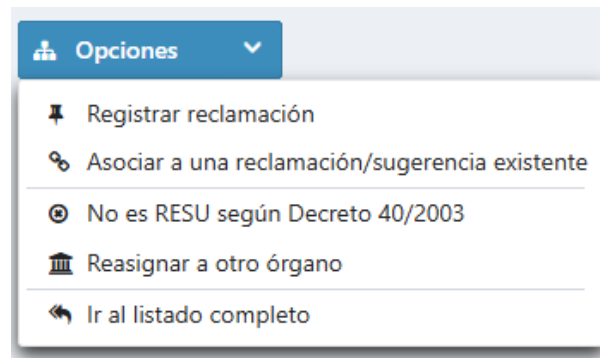 Opciones
Registrar reclamación
Asociar a una reclamación/sugerencia existente
No es RESU según Decreto 40/2003
Reasignar a otro órgano
Ir al listado completo